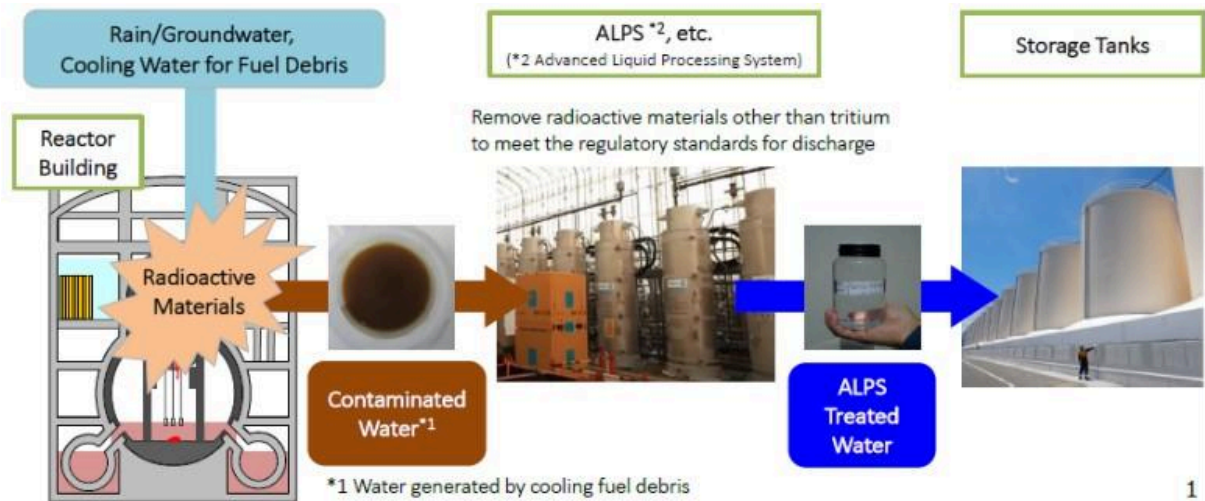 Rain/Groundwater,
Cooling Water for Fuel Debris
Reactor
Building
Radioactive
Materials
Contaminated
Water*1
*1 Water generated by cooling fuel debris
ALPS *2, etc.
(*2 Advanced Liquid Processing System)
Remove radioactive materials other than tritium
to meet the regulatory standards for discharge
ALPS
Treated
Water
Storage Tanks
1